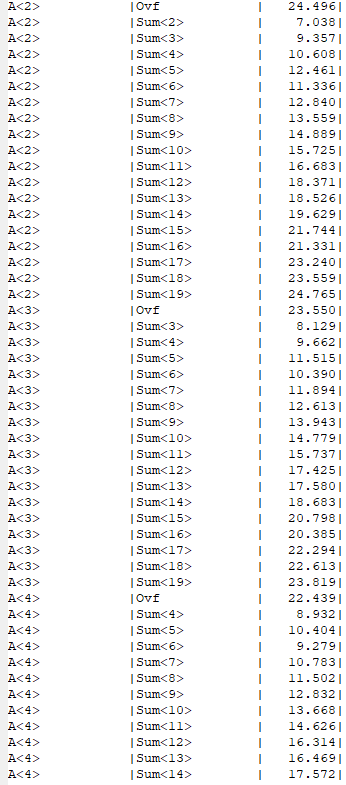 A<2> |Ovf | 24.496|
A<2> |Sum<2> | 7.038|
A<2> |Sum<3> | 9.357|
A<2> |Sum<4> | 10.608|
A<2> |Sum<5> | 12.461|
A<2> |Sum<6> | 11.336|
A<2> |Sum<7> | 12.840|
A<2> |Sum<8> | 13.559|
A<2> |Sum<9> | 14.889|
A<2> |Sum<10> | 15.725|
A<2> |Sum<11> | 16.683|
A<2> |Sum<12> | 18.371|
A<2> |Sum<13> | 18.526|
A<2> |Sum<14> | 19.629|
A<2> |Sum<15> | 21.744|
A<2> |Sum<16> | 21.331|
A<2> |Sum<17> | 23.240|
A<2> |Sum<18> | 23.559|
A<2> |Sum<19> | 24.765|
A<3> |Ovf | 23.550|
A<3> |Sum<3> | 8.129|
A<3> |Sum<4> | 9.662|
A<3> |Sum<5> | 11.515|
A<3> |Sum<6> | 10.390|
A<3> |Sum<7> | 11.894|
A<3> |Sum<8> | 12.613|
A<3> |Sum<9> | 13.943|
A<3> |Sum<10> | 14.779|
A<3> |Sum<11> | 15.737|
A<3> |Sum<12> | 17.425|
A<3> |Sum<13> | 17.580|
A<3> |Sum<14> | 18.683|
A<3> |Sum<15> | 20.798|
A<3> |Sum<16> | 20.385|
A<3> |Sum<17> | 22.294|
A<3> |Sum<18> | 22.613|
A<3> |Sum<19> | 23.819|
A<4> |Ovf | 22.439|
A<4> |Sum<4> | 8.932|
A<4> |Sum<5> | 10.404|
A<4> |Sum<6> | 9.279|
A<4> |Sum<7> | 10.783|
A<4> |Sum<8> | 11.502|
A<4> |Sum<9> | 12.832|
A<4> |Sum<10> | 13.668|
A<4> |Sum<11> | 14.626|
A<4> |Sum<12> | 16.314|
A<4> |Sum<13> | 16.469|
A<4> |Sum<14> | 17.572|